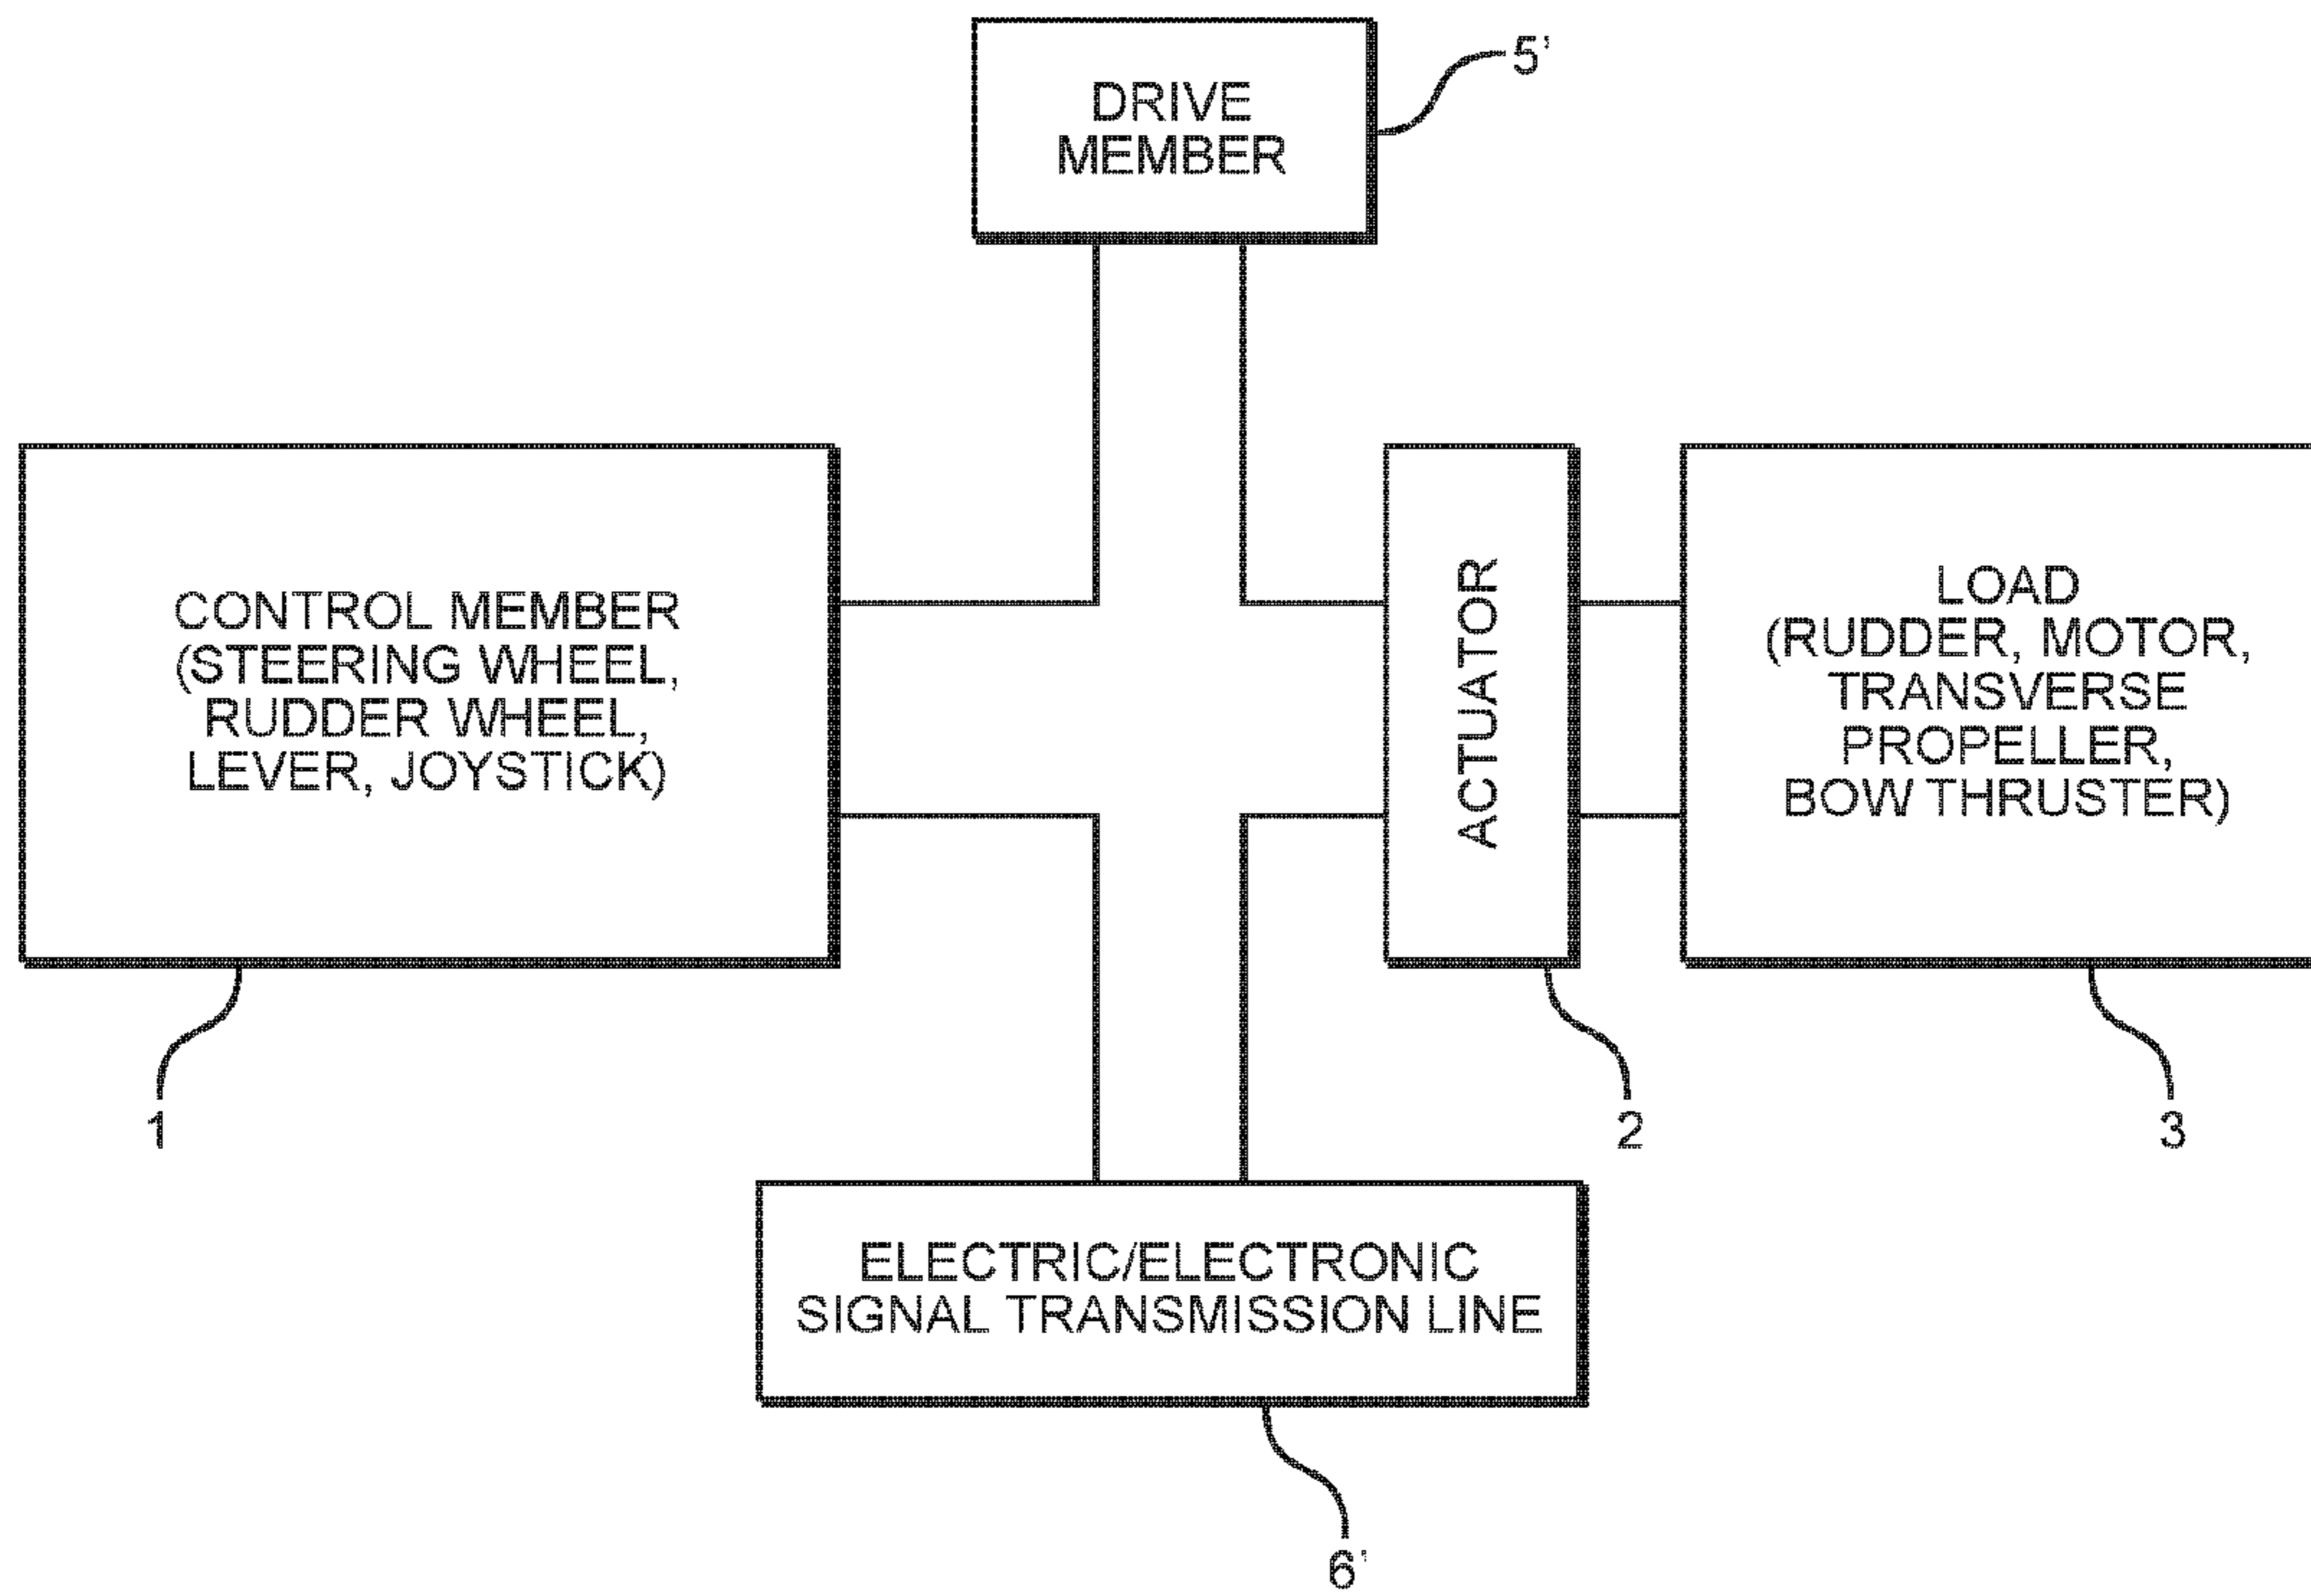 DRIVE
MEMBER
5'
CONTROL MEMBER
(STEERING WHEEL,
RUDDER WHEEL,
LEVER, JOYSTICK)
ACTUATOR
LOAD
(RUDDER, MOTOR,
TRANSVERSE
PROPELLER,
BOW THRUSTER)
1
2
3
ELECTRIC/ELECTRONIC
SIGNAL TRANSMISSION LINE
6'